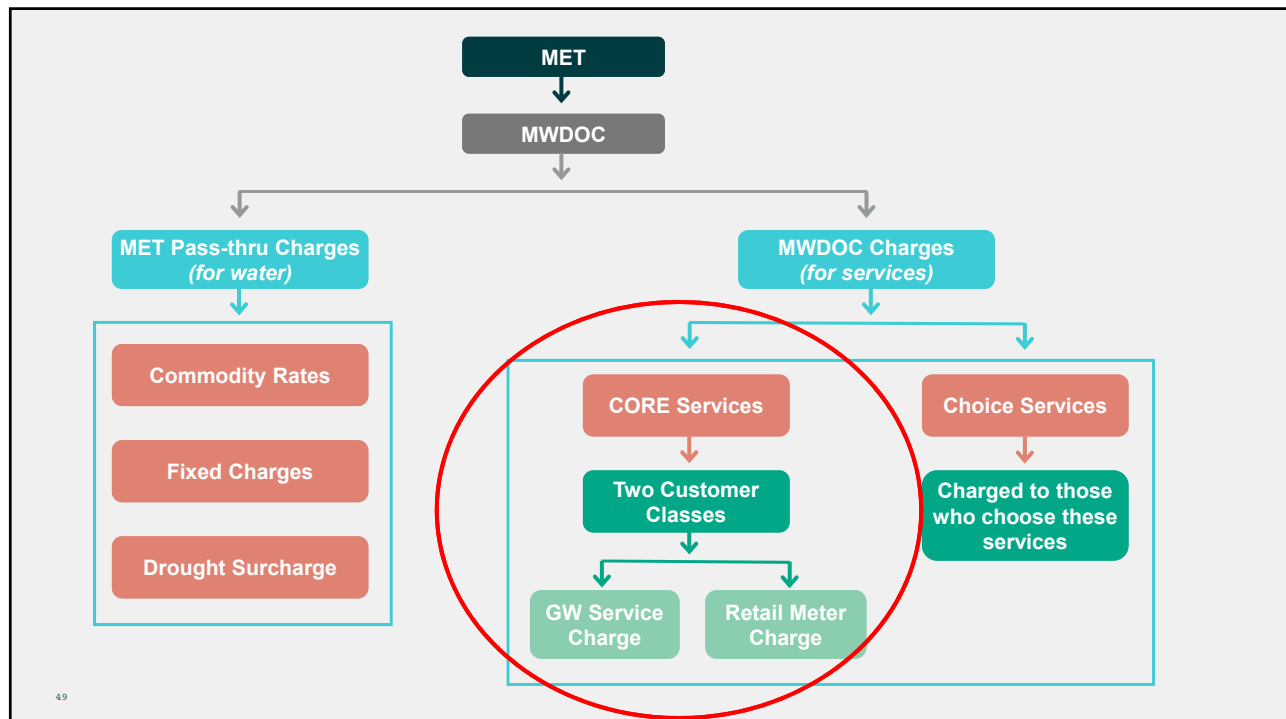 MET
MWDOC
MET Pass-thru Charges
(for water)
Commodity Rates
Fixed Charges
Drought Surcharge
MWDOC Charges
(for services)
CORE Services
Two Customer
Classes
GW Service
Charge
Retail Meter
Charge
Choice Services
Charged to those
who choose these
services
49